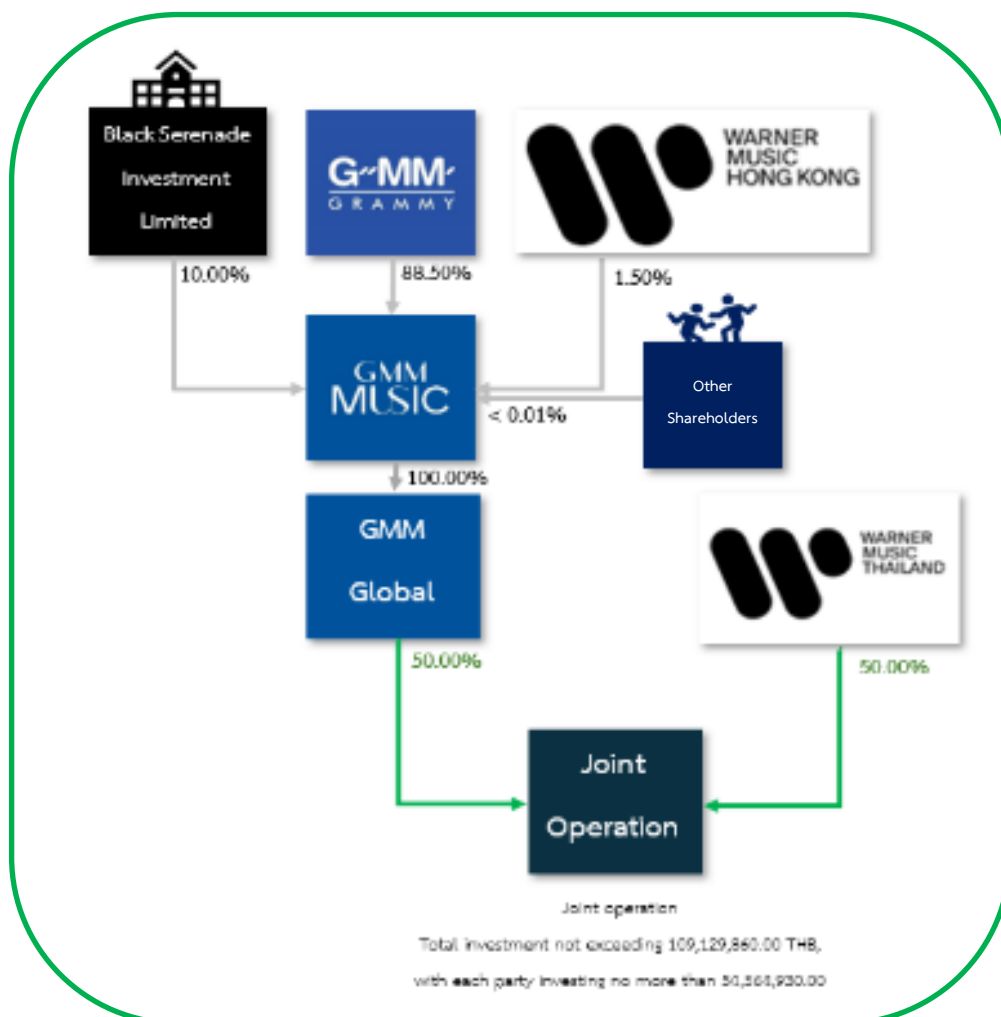 Black Serenade
Investment
Limited
G MM
GRAMMY
WARNER
MUSIC
HONG KONG
10.00%
88.50%
1.50%
GMM
MUSIC
Other
Shareholders
< 0.01%
100.00%
GMM
Global
WARNER
MUSIC
THAILAND
50.00%
50.00%
Joint
Operation
Joint operation
Total investment not exceeding 109,129,860.00 THB,
with each party investing no more than 54,564,930.00